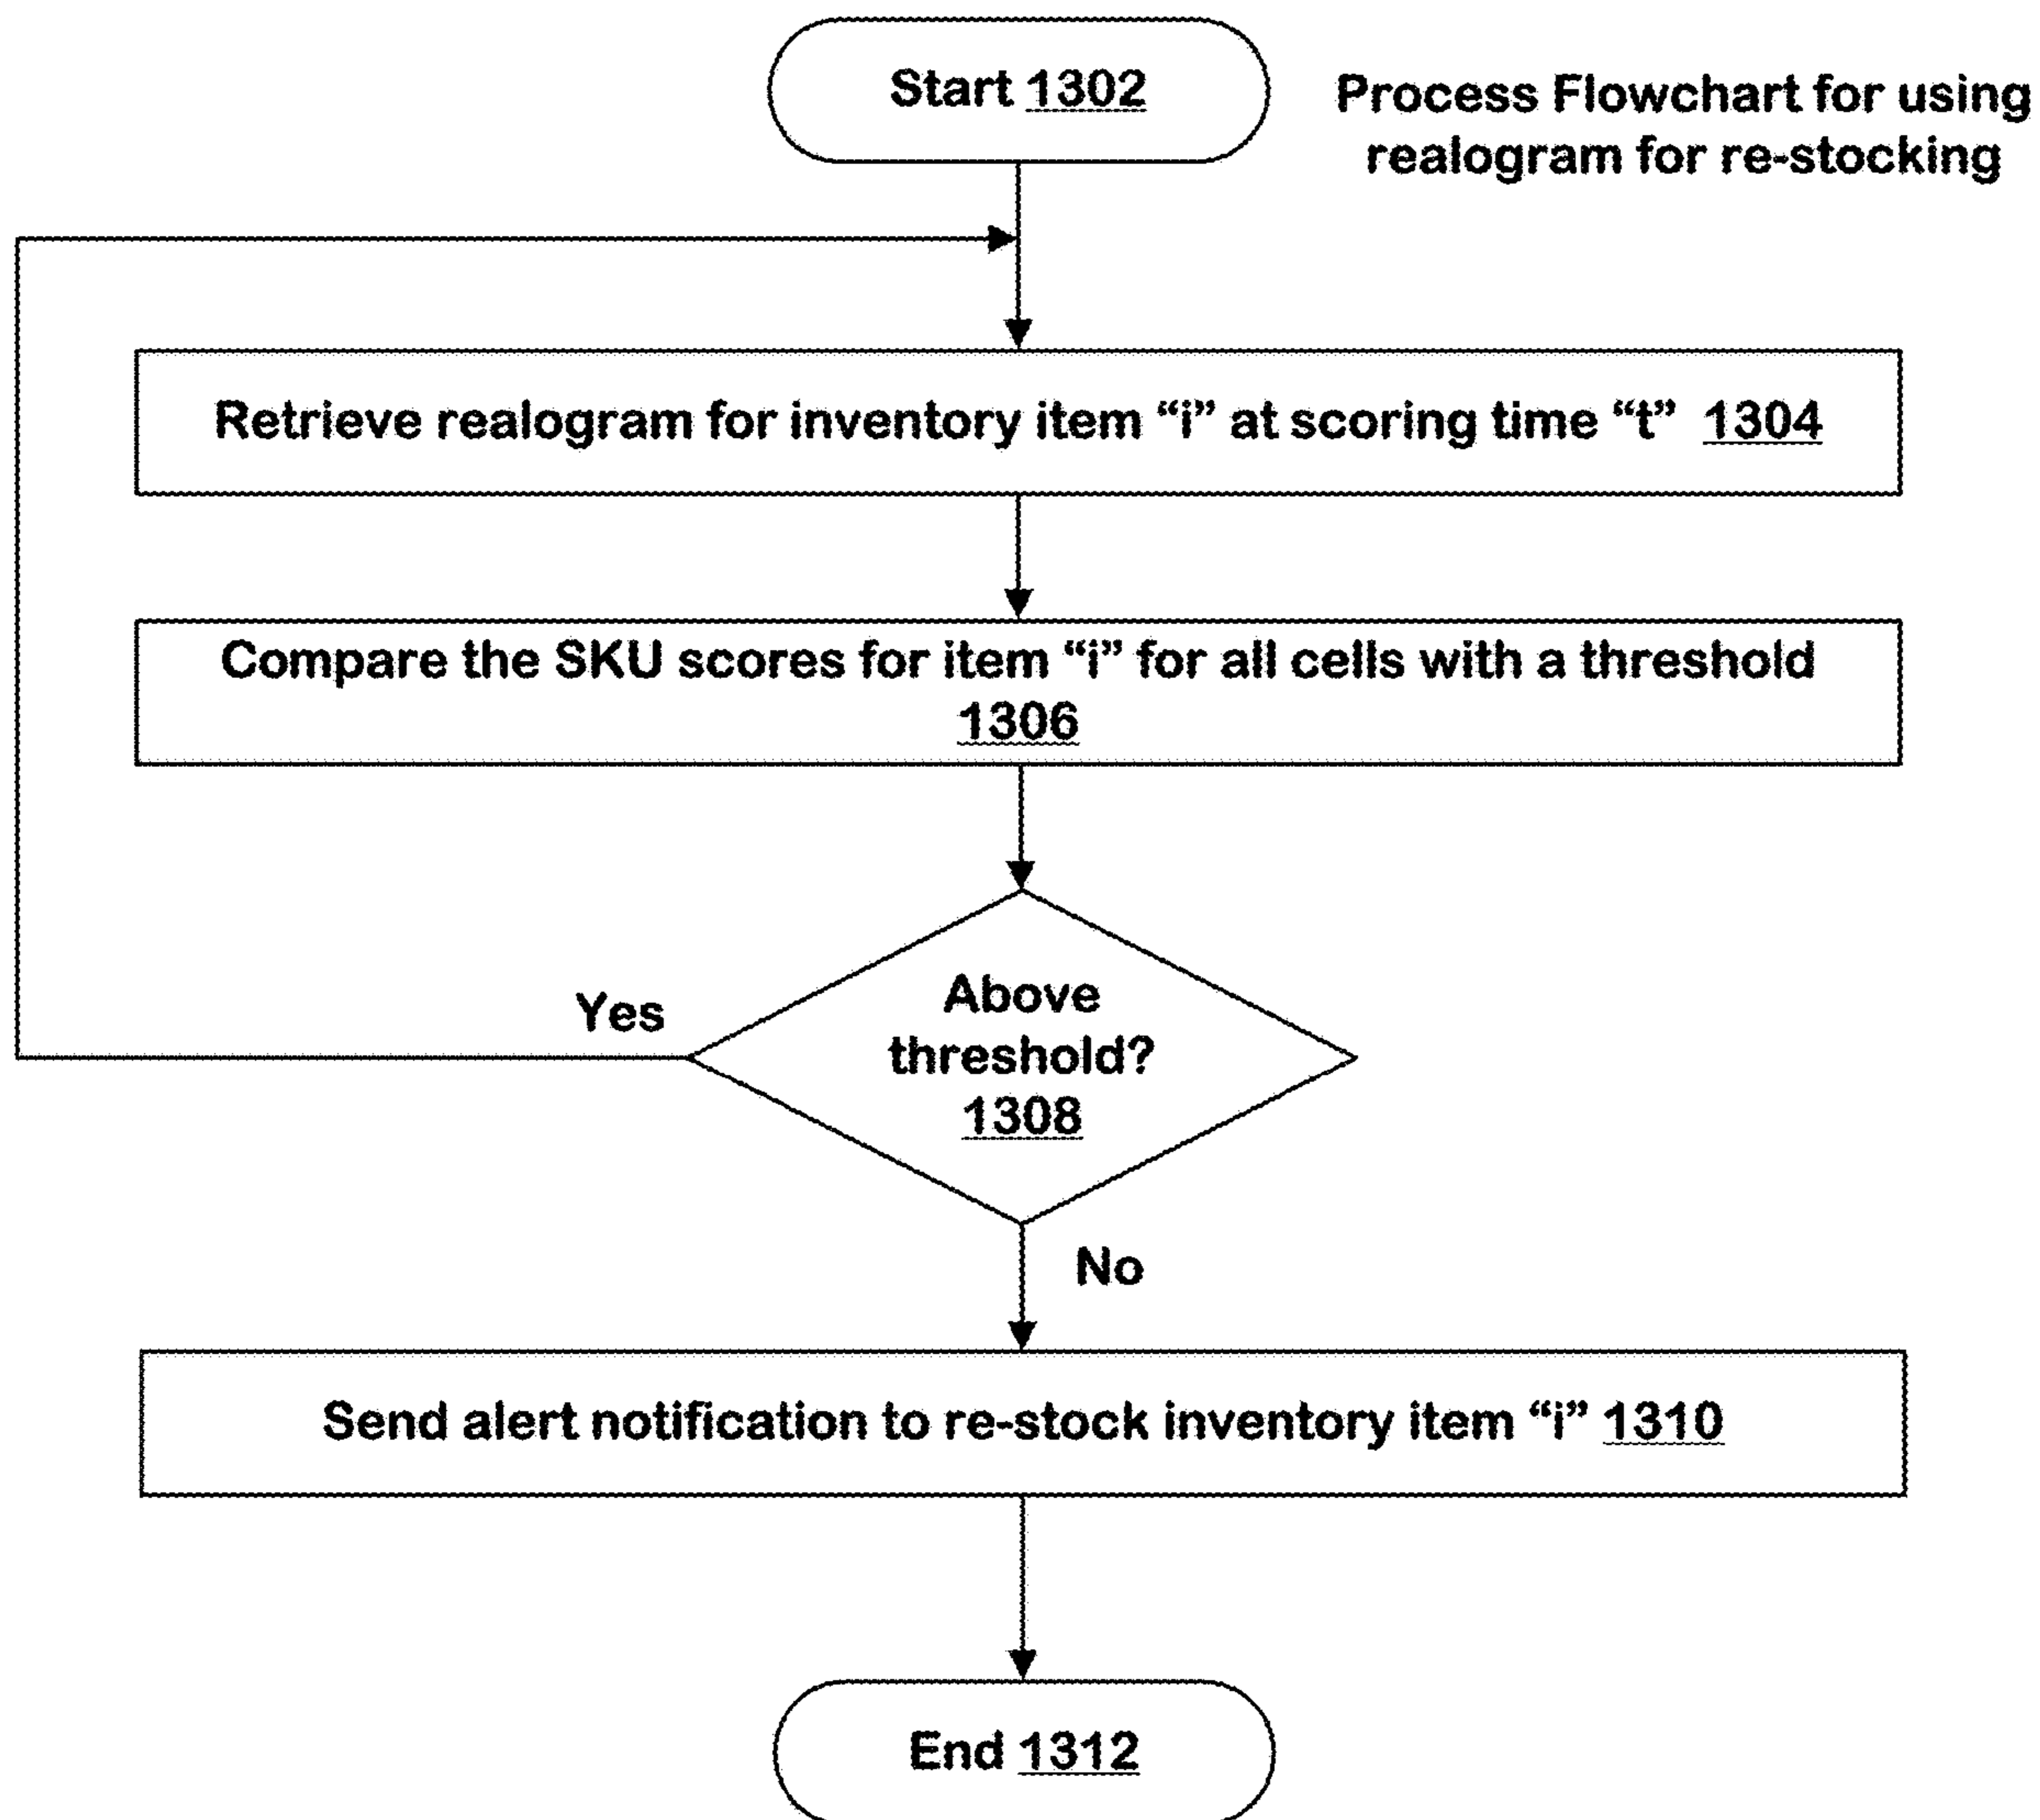 Start 1302
Process Flowchart for using
realogram for re-stocking
Retrieve realogram for inventory item “i” at scoring time “t” 1304
Compare the SKU scores for item “i” for all cells with a threshold
1306
Above
threshold?
1308
Yes
No
Send alert notification to re-stock inventory item “i” 1310
End 1312